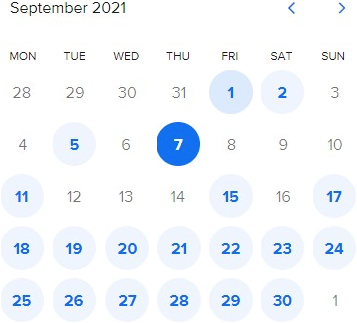 September 2021
MON TUE WED THU FRI SAT SUN
28 29 30 31 1 2 3
4 5 6 7 8 9 10
11 12 13 14 15 16 17
18 19 20 21 22 23 24
25 26 27 28 29 30 1